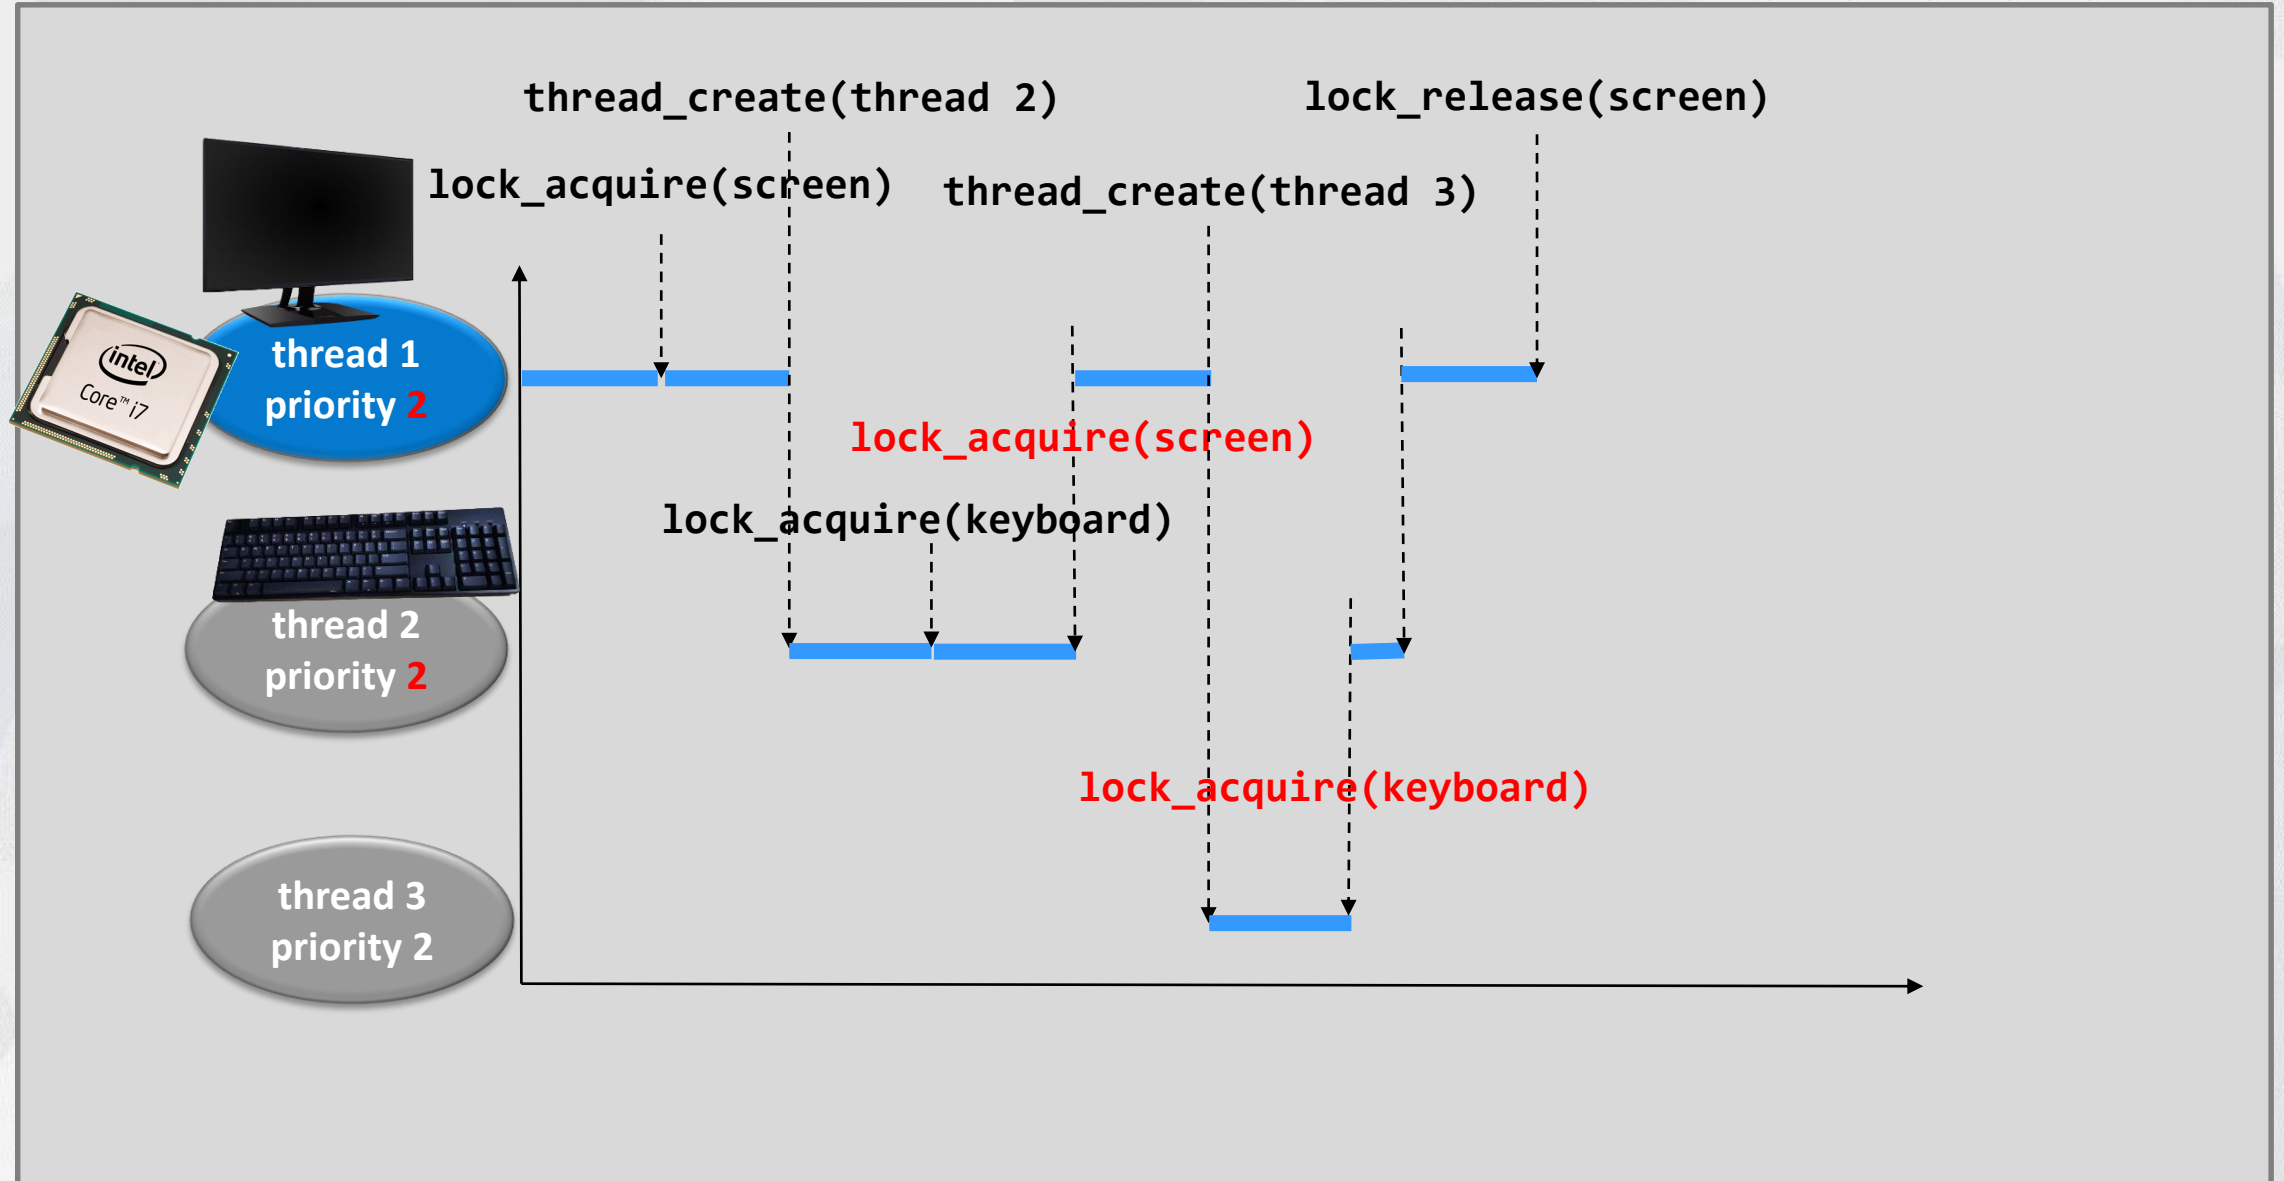 thread_create(thread 2)
lock_release(screen)
lock_acquire(screen)
thread_create(thread 3)
thread 1
priority 2
intel
Core™ i7
lock_acquire(screen)
lock_acquire(keyboard)
thread 2
priority 2
lock_acquire(keyboard)
thread 3
priority 2